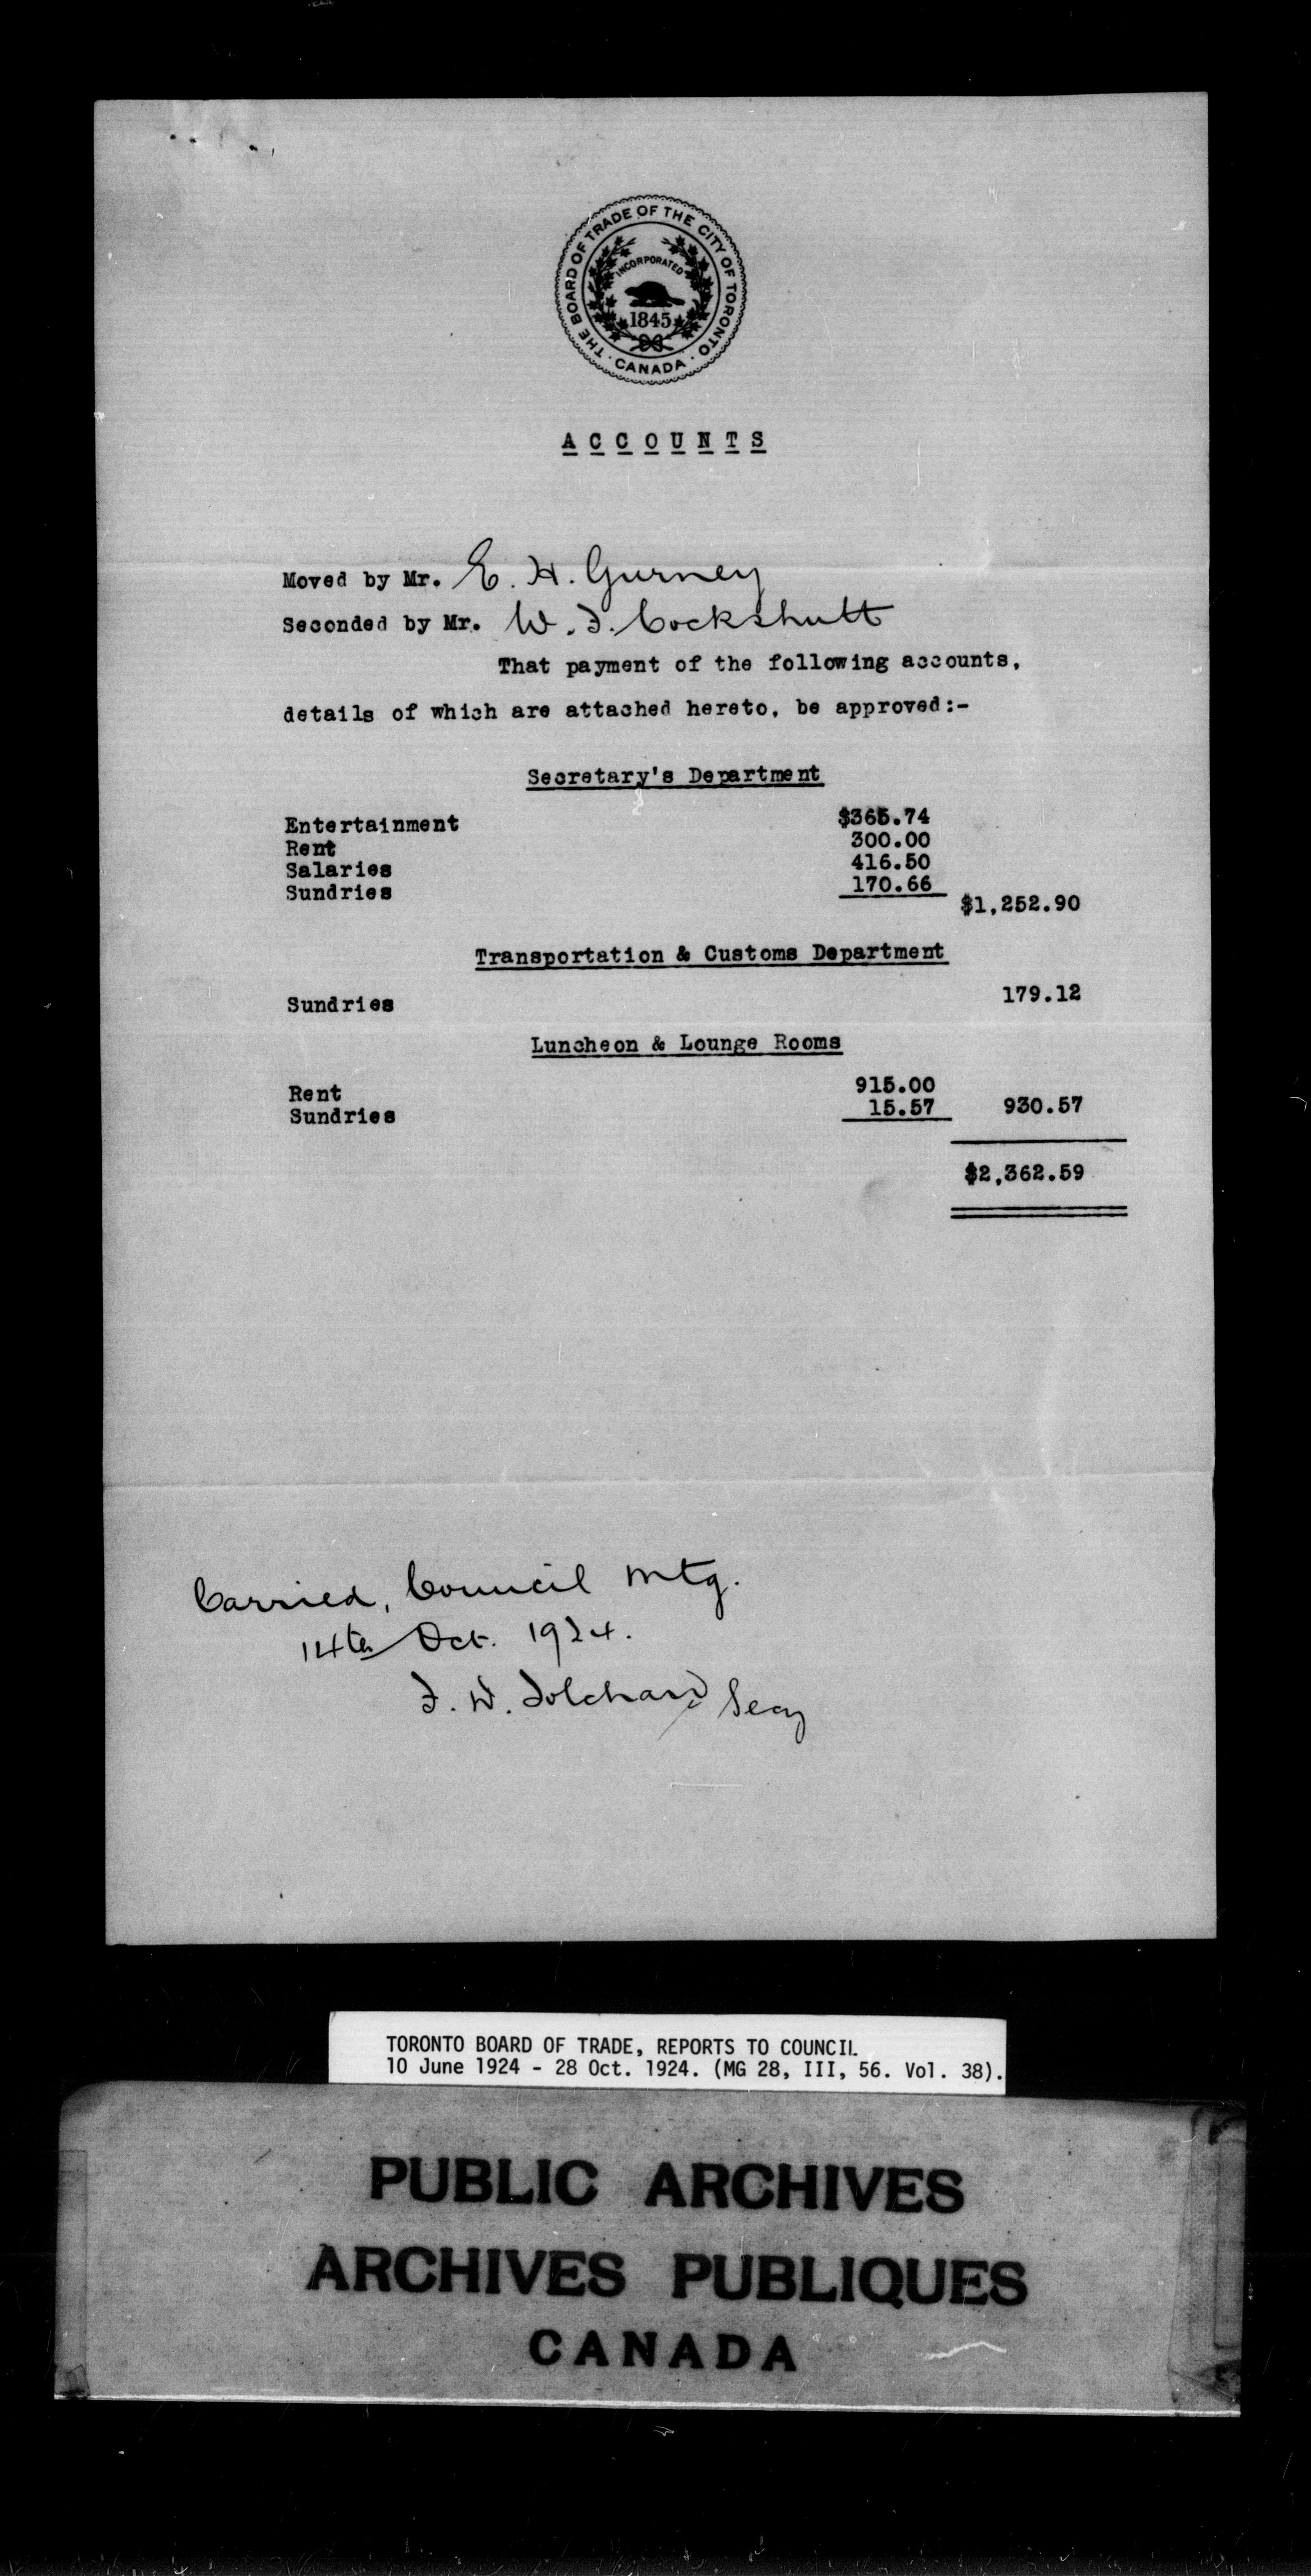 THE BOARD OF TRADE OF THE CITY OF TORONTO
INCORPORATED
1845
CANADA
ACCOUNTS
Moved by Mr. E. H. Gurney
Seconded by Mr. W. F. Cockshutt
That payment of the following accounts,
details of which are attached hereto, be approved:-
Secretary's Department
Entertainment $365.74
Rent 300.00
Salaries 416.50
Sundries 170.66
$1,252.90
Transportation & Customs Department
Sundries 179.12
Luncheon & Lounge Rooms
Rent 915.00
Sundries 15.57 930.57
$2,362.59
Carried, Council Mtg.
14th Oct. 1924.
F. W. Tolchard Secy
TORONTO BOARD OF TRADE, REPORTS TO COUNCIL
10 June 1924 - 28 Oct. 1924. (MG 28, III, 56. Vol. 38).
PUBLIC ARCHIVES
ARCHIVES PUBLIQUES
CANADA